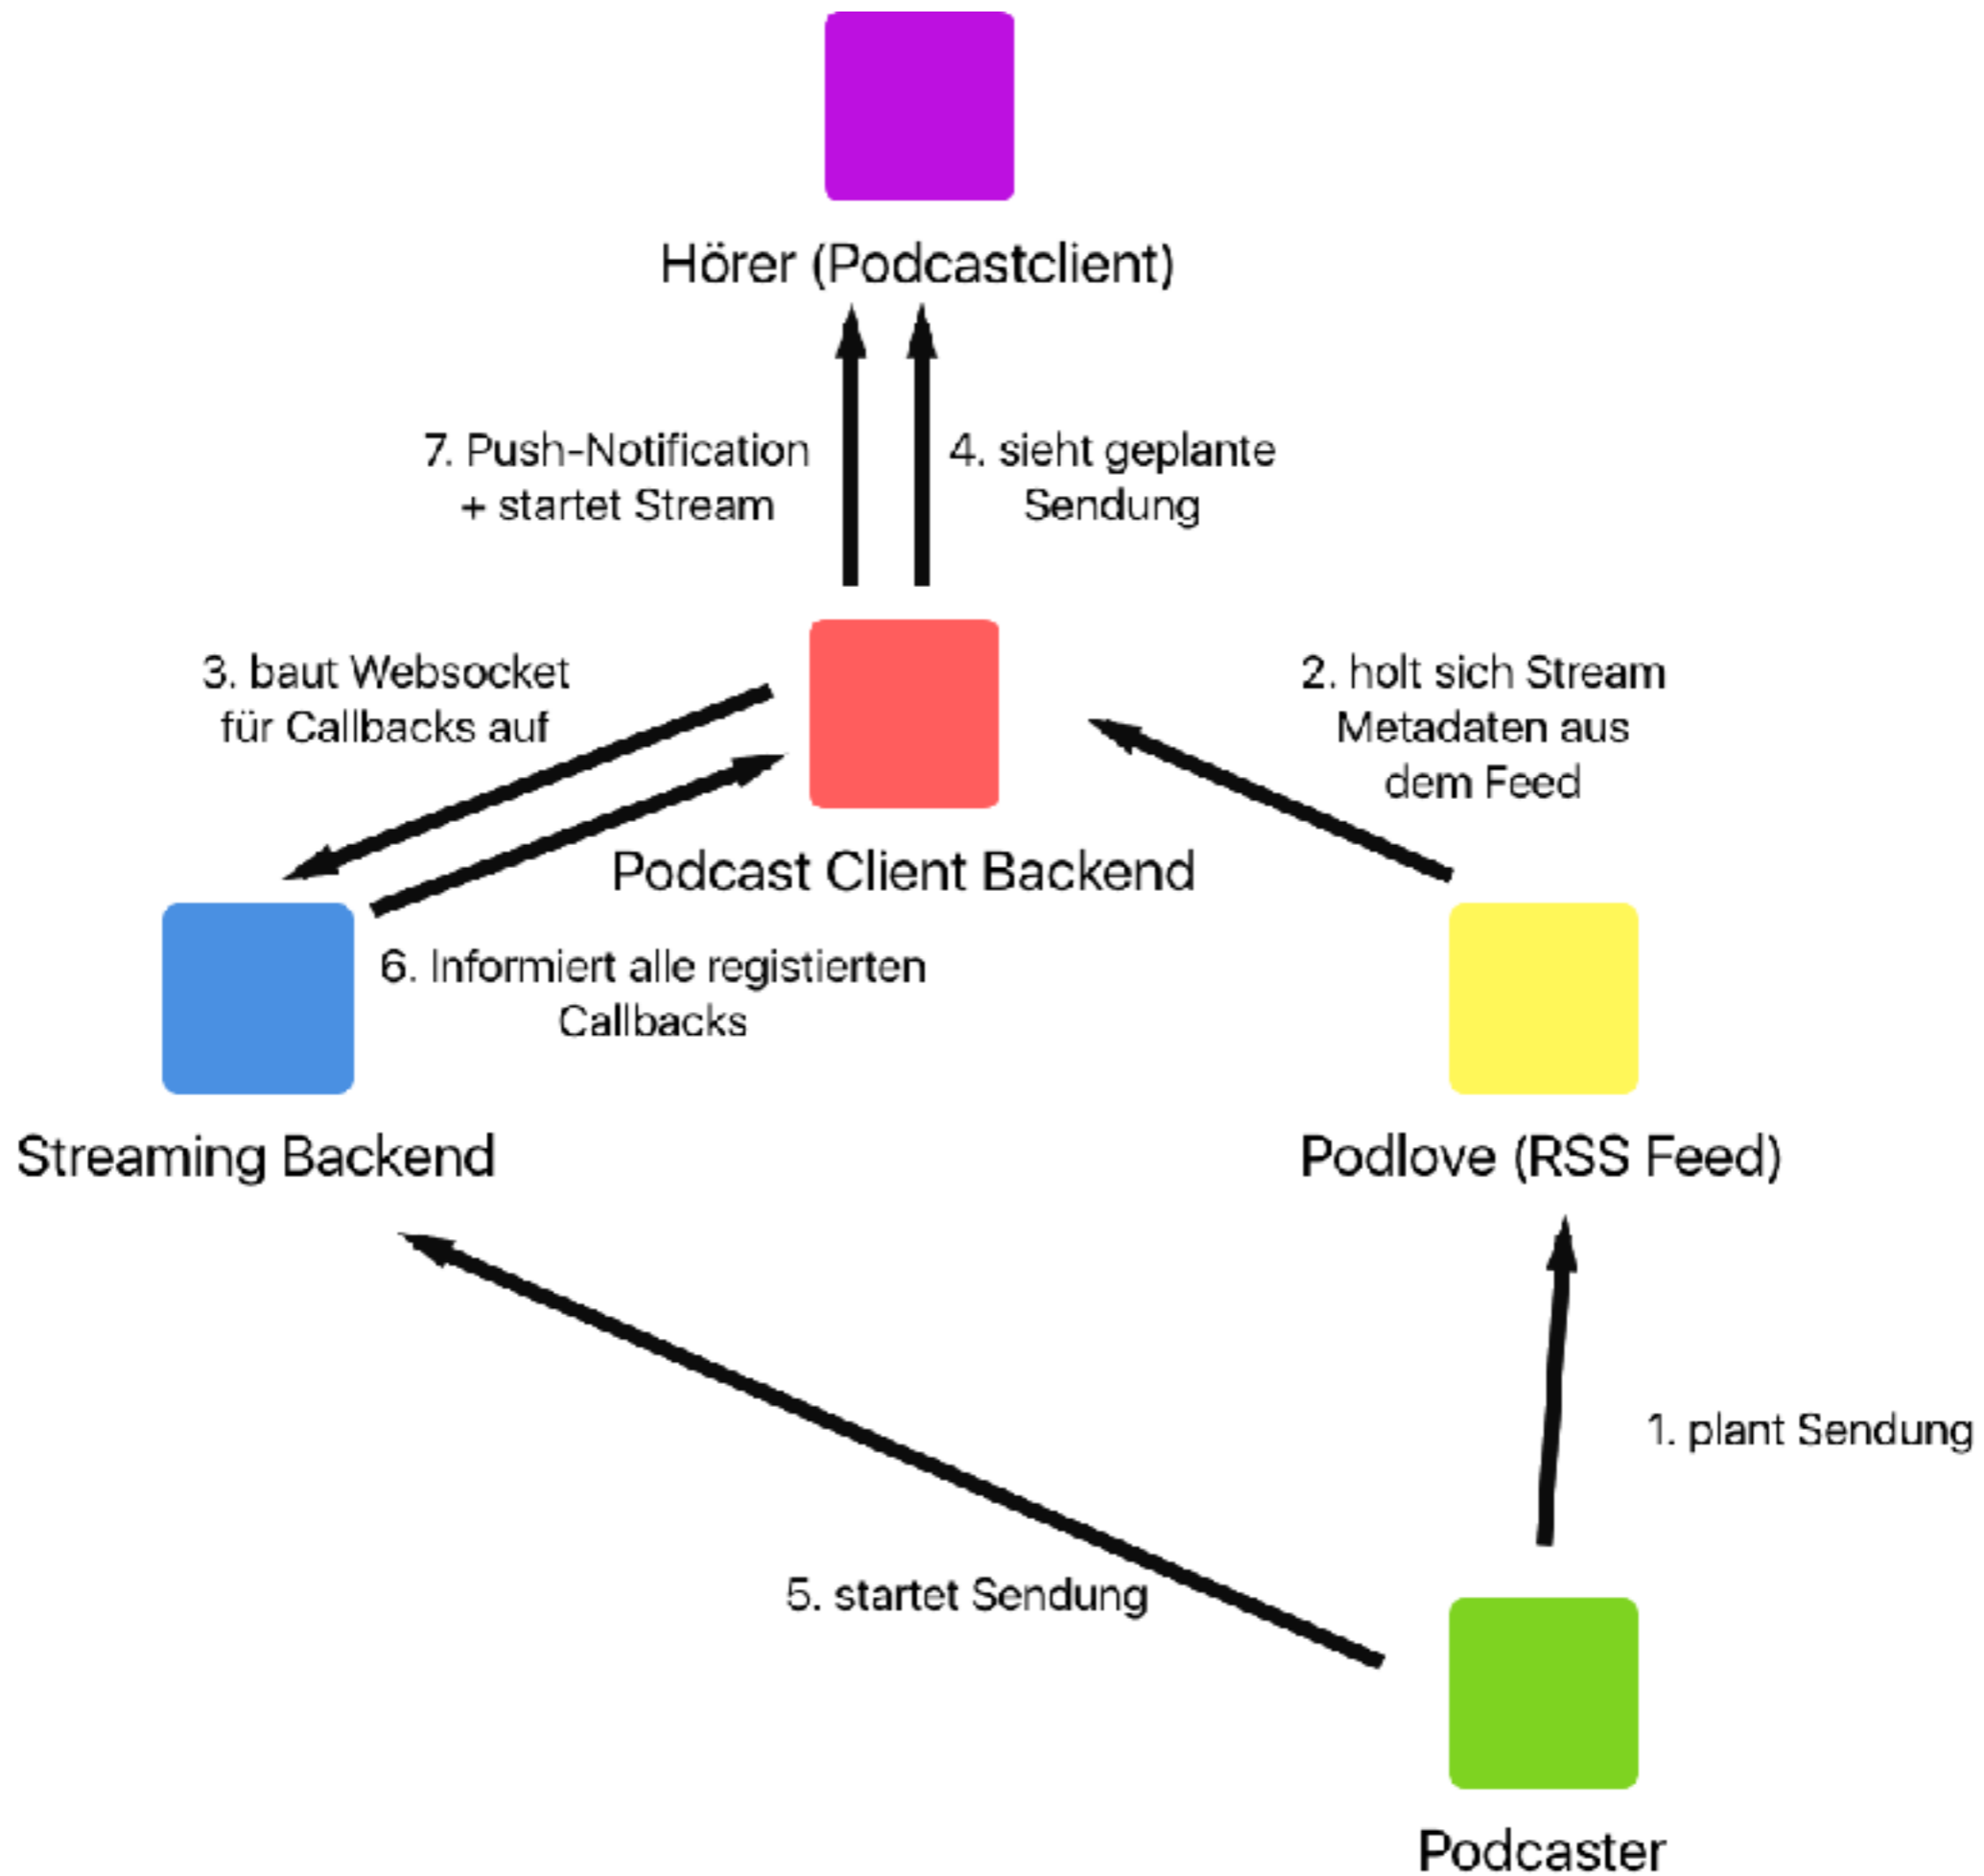 Hörer (Podcastclient)
7. Push-Notification
+ startet Stream
4. sieht geplante
Sendung
3. baut Websocket
für Callbacks auf
2. holt sich Stream
Metadaten aus
dem Feed
Podcast Client Backend
6. Informiert alle registierten
Callbacks
Streaming Backend
Podlove (RSS Feed)
1. plant Sendung
5. startet Sendung
Podcaster